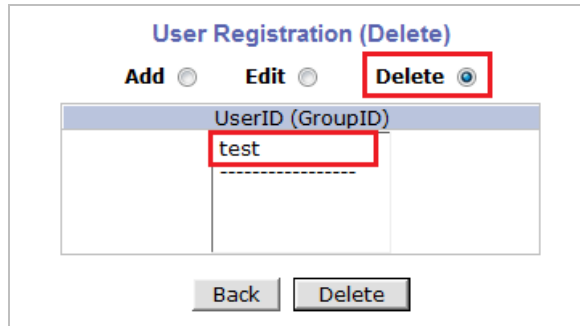 User Registration (Delete)
Add Edit Delete
UserID (GroupID)
test
-----------------
Back Delete